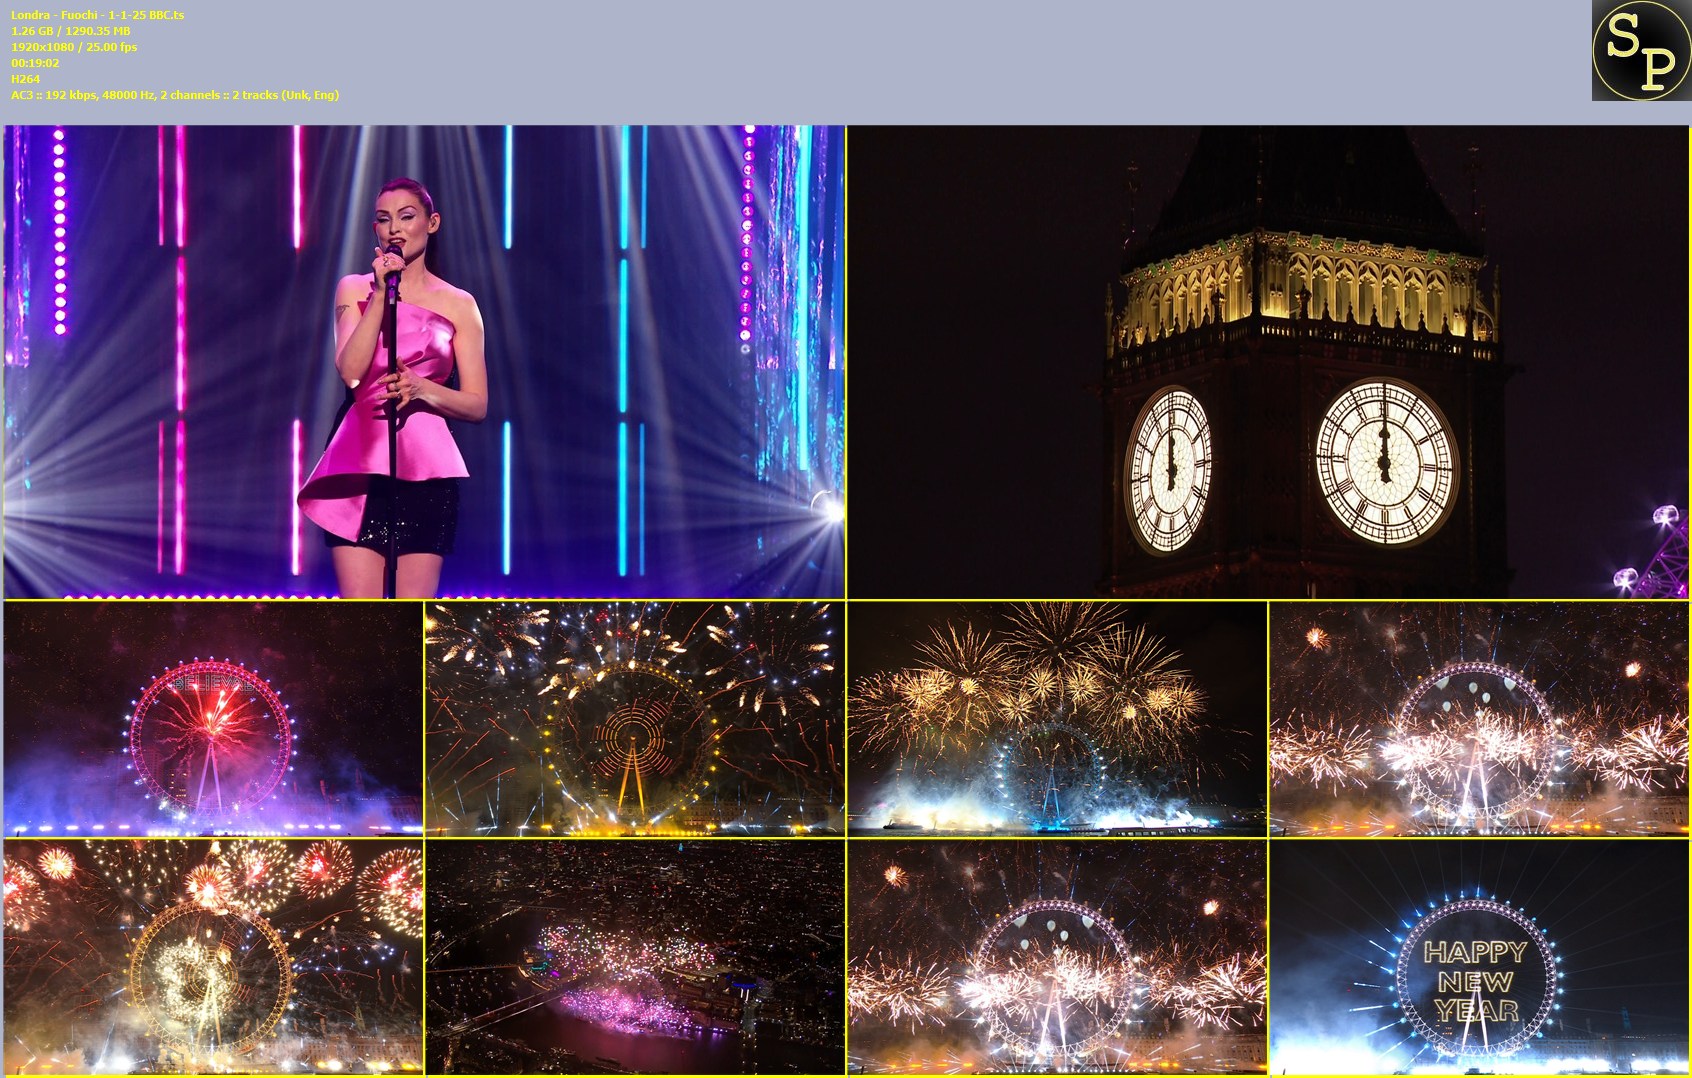 Londra - Fuochi - 1-1-25 BBC.ts
1.26 GB / 1290.35 MB
1920x1080 / 25.00 fps
00:19:02
H264
AC3 :: 192 kbps, 48000 Hz, 2 channels :: 2 tracks (Unk, Eng)
SP
HAPPY
NEW
YEAR